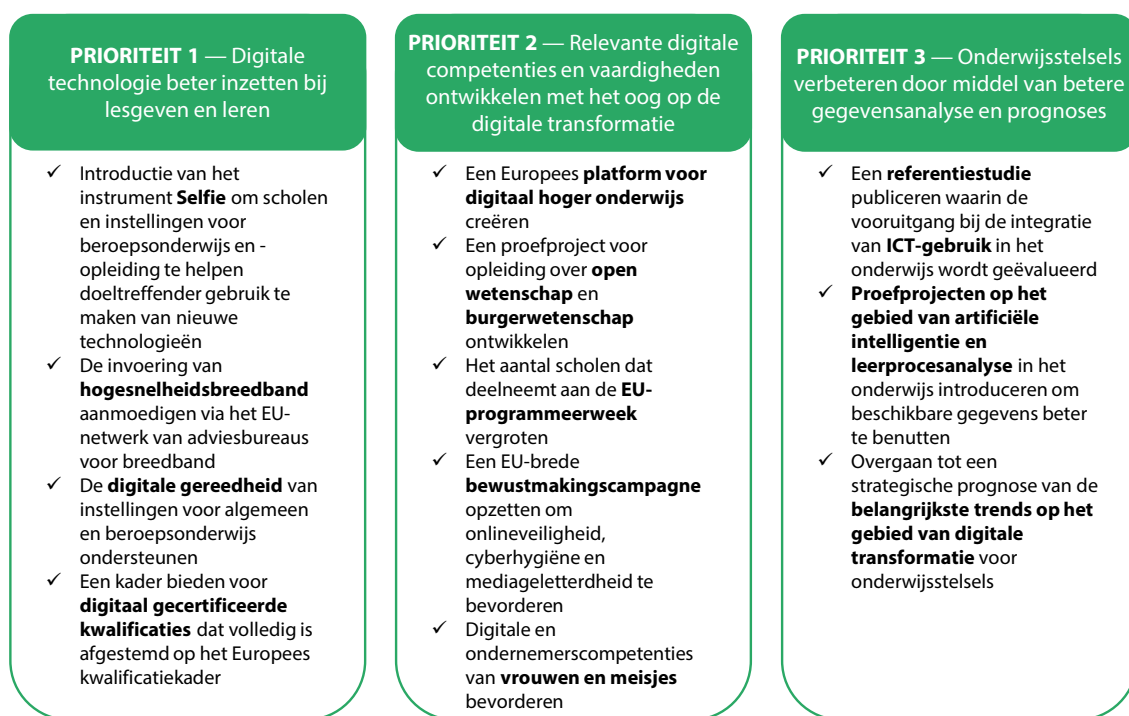 PRIORITEIT 1 — Digitale
technologie beter inzetten bij
lesgeven en leren
✓ Introductie van het
instrument Selfie om scholen
en instellingen voor
beroepsonderwijs en -
opleiding te helpen
doeltreffender gebruik te
maken van nieuwe
technologieën
✓ De invoering van
hogesnelheidsbreedband
aanmoedigen via het EU-
netwerk van adviesbureaus
voor breedband
✓ De digitale gereedheid van
instellingen voor algemeen
en beroepsonderwijs
ondersteunen
✓ Een kader bieden voor
digitaal gecertificeerde
kwalificaties dat volledig is
afgestemd op het Europees
kwalificatiekader
PRIORITEIT 2 — Relevante digitale
competenties en vaardigheden
ontwikkelen met het oog op de
digitale transformatie
✓ Een Europees platform voor
digitaal hoger onderwijs
creëren
✓ Een proefproject voor
opleiding over open
wetenschap en
burgerwetenschap
ontwikkelen
✓ Het aantal scholen dat
deelneemt aan de EU-
programmeerweek
vergroten
✓ Een EU-brede
bewustmakingscampagne
opzetten om
onlineveiligheid,
cyberhygiëne en
mediageletterdheid te
bevorderen
✓ Digitale en
ondernemerscompetenties
van vrouwen en meisjes
bevorderen
PRIORITEIT 3 — Onderwijsstelsels
verbeteren door middel van betere
gegevensanalyse en prognoses
✓ Een referentiestudie
publiceren waarin de
vooruitgang bij de integratie
van ICT-gebruik in het
onderwijs wordt geëvalueerd
✓ Proefprojecten op het
gebied van artificiële
intelligentie en
leerprocesanalyse in het
onderwijs introduceren om
beschikbare gegevens beter
te benutten
✓ Overgaan tot een
strategische prognose van de
belangrijkste trends op het
gebied van digitale
transformatie voor
onderwijsstelsels